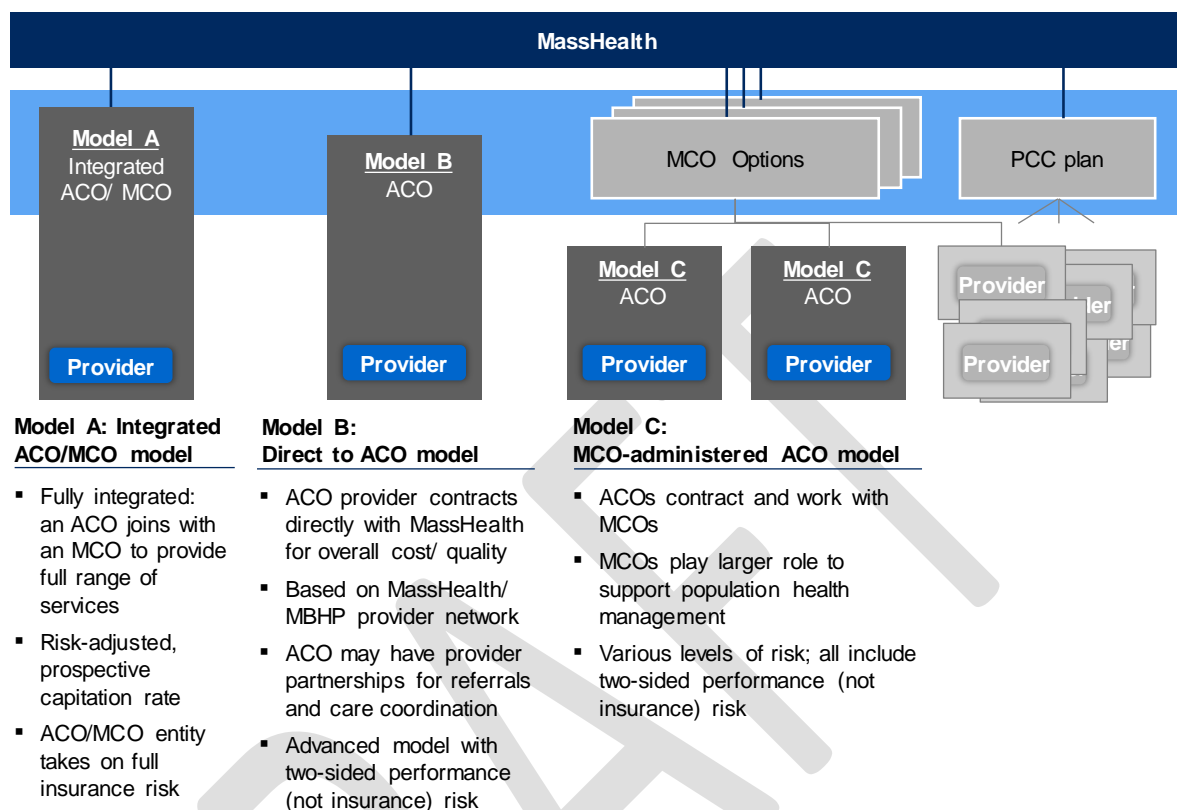 MassHealth
Model A
Integrated
ACO/ MCO
Provider
Model B
ACO
Provider
MCO Options
PCC plan
Model C
ACO
Provider
Model C
ACO
Provider
Provider
Provider
Model A: Integrated
ACO/MCO model
▪ Fully integrated:
an ACO joins with
an MCO to provide
full range of
services
▪ Risk-adjusted,
prospective
capitation rate
▪ ACO/MCO entity
takes on full
insurance risk
Model B:
Direct to ACO model
▪ ACO provider contracts
directly with MassHealth
for overall cost/ quality
▪ Based on MassHealth/
MBHP provider network
▪ ACO may have provider
partnerships for referrals
and care coordination
▪ Advanced model with
two-sided performance
(not insurance) risk
Model C:
MCO-administered ACO model
▪ ACOs contract and work with
MCOs
▪ MCOs play larger role to
support population health
management
▪ Various levels of risk; all include
two-sided performance (not
insurance) risk
DRAFT